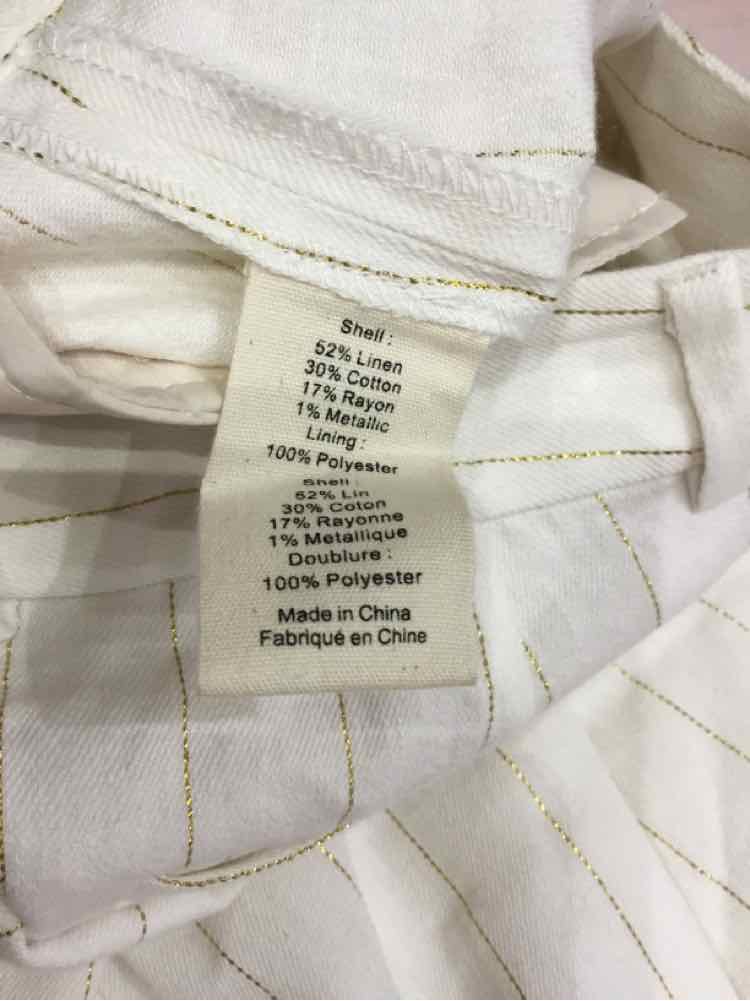 Shell :
52% Linen
30% Cotton
17% Rayon
1% Metallic
Lining :
100% Polyester
Shell :
52% Lin
30% Coton
17% Rayonne
1% Metallique
Doublure :
100% Polyester
Made in China
Fabriqué en Chine